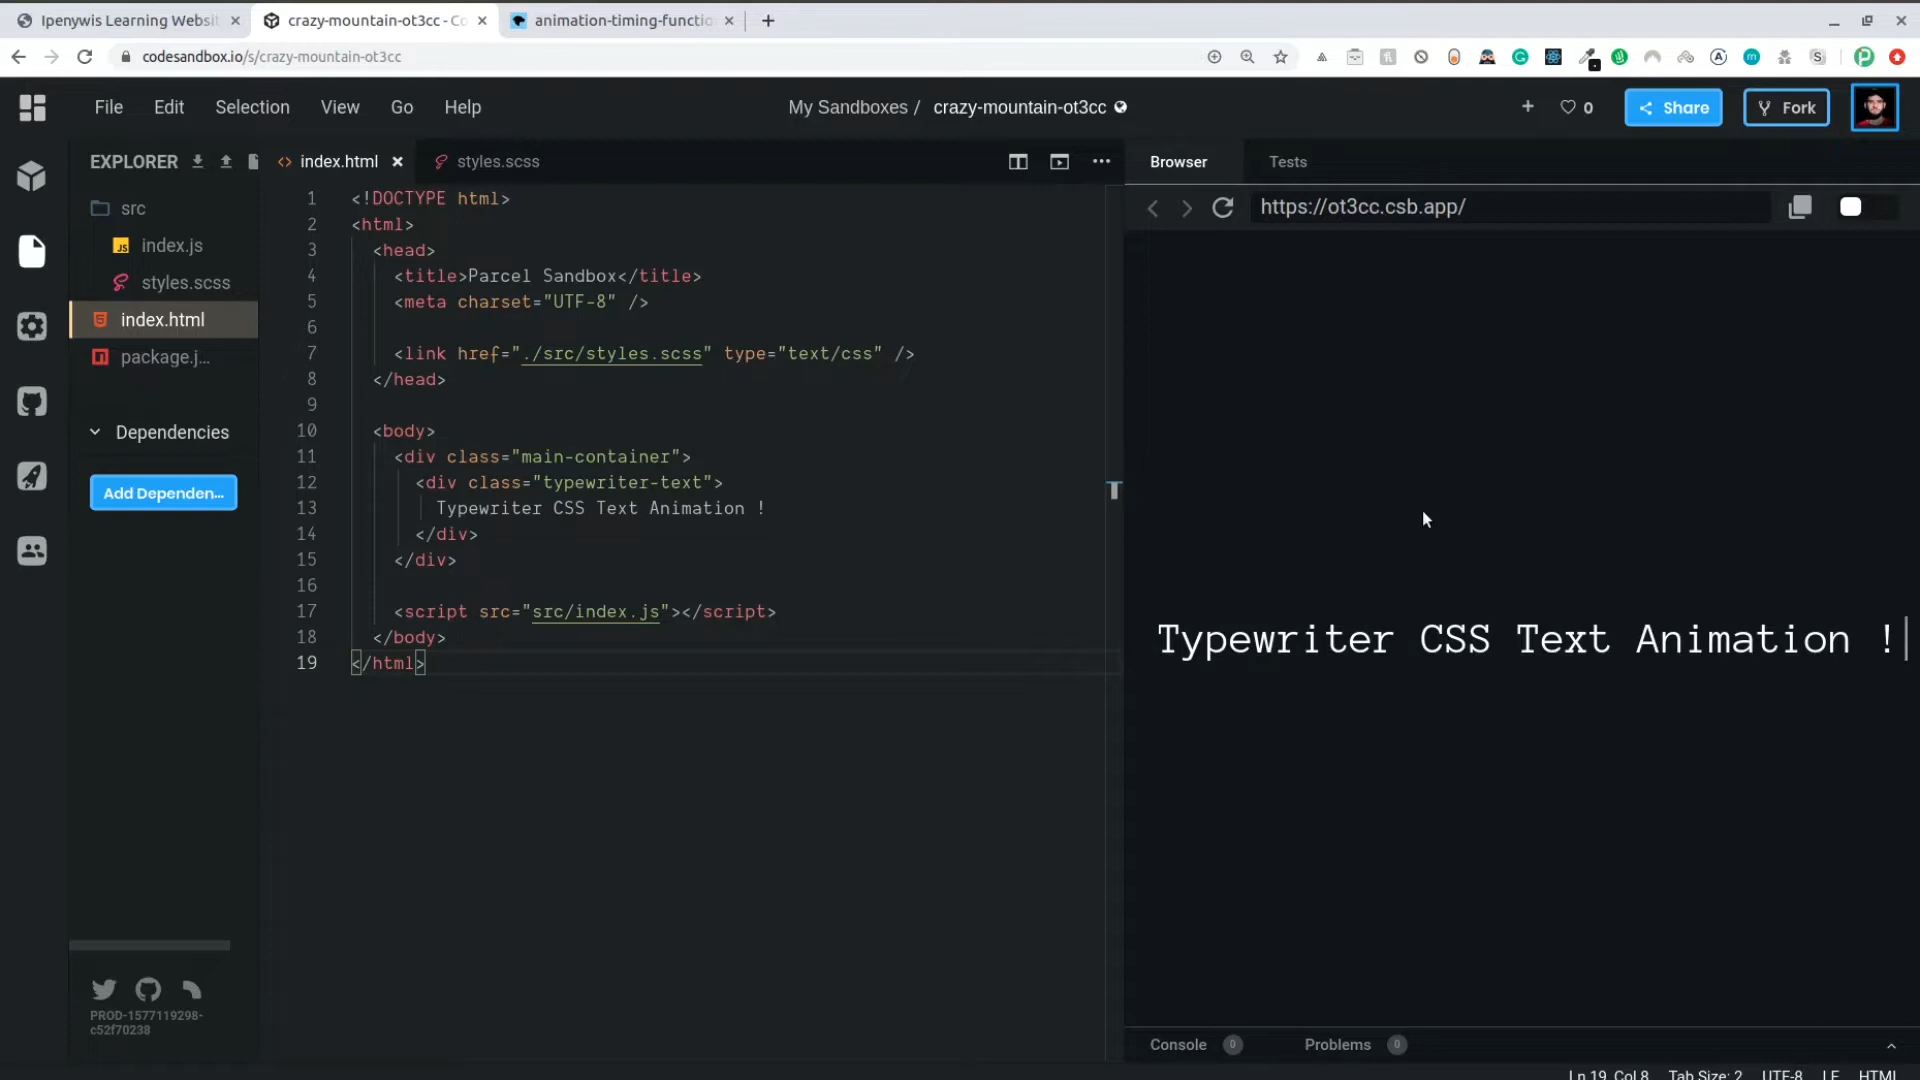 Ipenywis Learning Websit
crazy-mountain-ot3cc - Co
animation-timing-functio
codesandbox.io/s/crazy-mountain-ot3cc
File Edit Selection View Go Help
My Sandboxes / crazy-mountain-ot3cc
0
Share
Fork
EXPLORER
src
index.js
styles.scss
index.html
package.j...
Dependencies
Add Dependen...
PROD-1577119298-
c52f70238
index.html
styles.scss
1 <!DOCTYPE html>
2 <html>
3 <head>
4 <title>Parcel Sandbox</title>
5 <meta charset="UTF-8" />
6
7 <link href="./src/styles.scss" type="text/css" />
8 </head>
9
10 <body>
11 <div class="main-container">
12 <div class="typewriter-text">
13 Typewriter CSS Text Animation !
14 </div>
15 </div>
16
17 <script src="src/index.js"></script>
18 </body>
19 </html>
Browser Tests
https://ot3cc.csb.app/
Typewriter CSS Text Animation !
Console 0 Problems 0
Ln 19, Col 8 Tab Size: 2 UTF-8 LF HTML